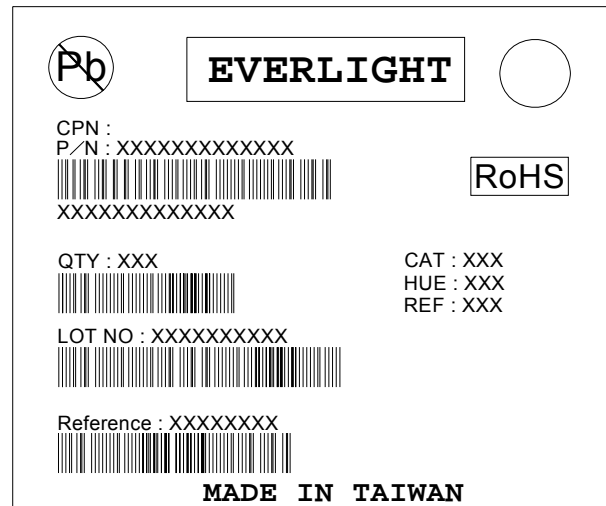 Pb
EVERLIGHT
CPN :
P/N : XXXXXXXXXXXXX
RoHS
XXXXXXXXXXXXX
QTY : XXX
CAT : XXX
HUE : XXX
REF : XXX
LOT NO : XXXXXXXXXX
Reference : XXXXXXXX
MADE IN TAIWAN